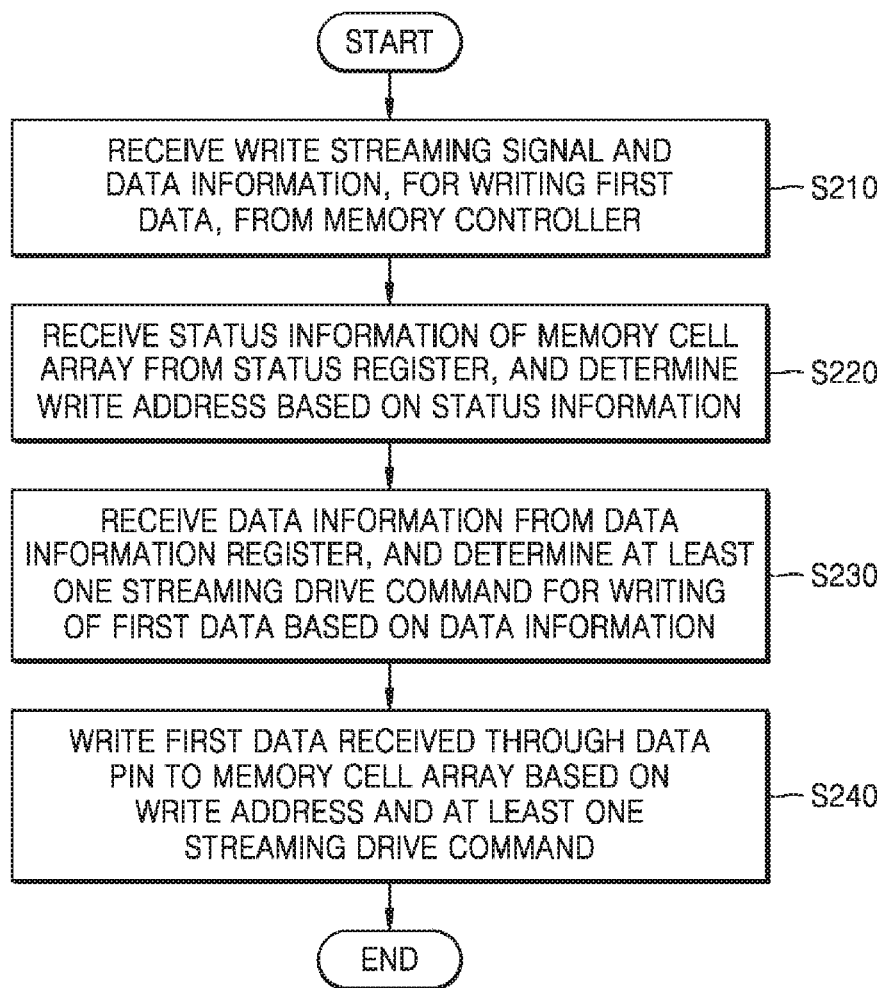 START
RECEIVE WRITE STREAMING SIGNAL AND
DATA INFORMATION, FOR WRITING FIRST
DATA, FROM MEMORY CONTROLLER
S210
RECEIVE STATUS INFORMATION OF MEMORY CELL
ARRAY FROM STATUS REGISTER, AND DETERMINE
WRITE ADDRESS BASED ON STATUS INFORMATION
S220
RECEIVE DATA INFORMATION FROM DATA
INFORMATION REGISTER, AND DETERMINE AT LEAST
ONE STREAMING DRIVE COMMAND FOR WRITING
OF FIRST DATA BASED ON DATA INFORMATION
S230
WRITE FIRST DATA RECEIVED THROUGH DATA
PIN TO MEMORY CELL ARRAY BASED ON
WRITE ADDRESS AND AT LEAST ONE
STREAMING DRIVE COMMAND
S240
END